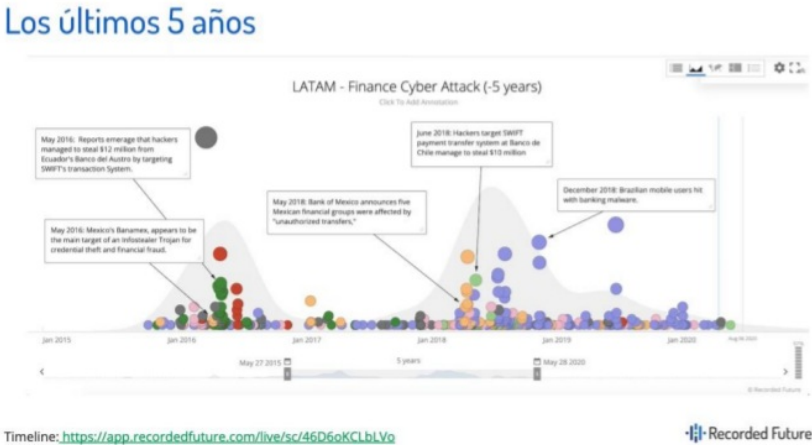 Los últimos 5 años
LATAM - Finance Cyber Attack (-5 years)
Click To Add Annotation
May 2016: Reports emerage that hackers
managed to steal $12 million from
Ecuador's Banco del Austro by targeting
SWIFT's transaction System.
June 2018: Hackers target SWIFT
payment transfer system at Banco de
Chile manage to steal $10 million
May 2018: Bank of Mexico announces five
Mexican financial groups were affected by
"unauthorized transfers,"
December 2018: Brazilian mobile users hit
with banking malware.
May 2016: Mexico's Banamex, appears to be
the main target of an Infostealer Trojan for
credential theft and financial fraud.
Jan 2015 Jan 2016 Jan 2017 Jan 2018 Jan 2019 Jan 2020
May 27 2015 5 years May 28 2020
© Recorded Future
Timeline: https://app.recordedfuture.com/live/sc/46D6oKCLbLVo
Recorded Future